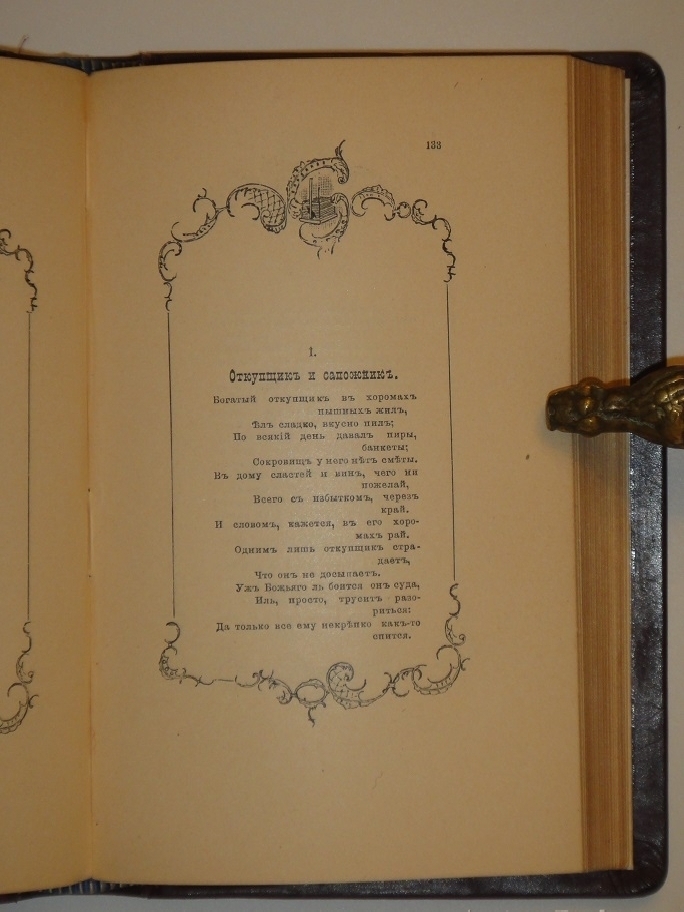 133
I.
Откупщикъ и сапожникъ.
Богатый откупщикъ въ хоромахъ
пышныхъ жилъ,
Ѣлъ сладко, вкусно пилъ;
По всякій день давалъ пиры,
банкеты;
Сокровищъ у него нѣтъ смѣты.
Въ дому сластей и винъ, чего ни
пожелай,
Всего съ избыткомъ, черезъ
край.
И словомъ, кажется, въ его хоро-
махъ рай.
Однимъ лишь откупщикъ стра-
даетъ,
Что онъ не досыпаетъ.
Ужъ Божьяго ль боится онъ суда,
Иль, просто, труситъ разо-
риться:
Да только все ему некрѣпко какъ-то
спится.